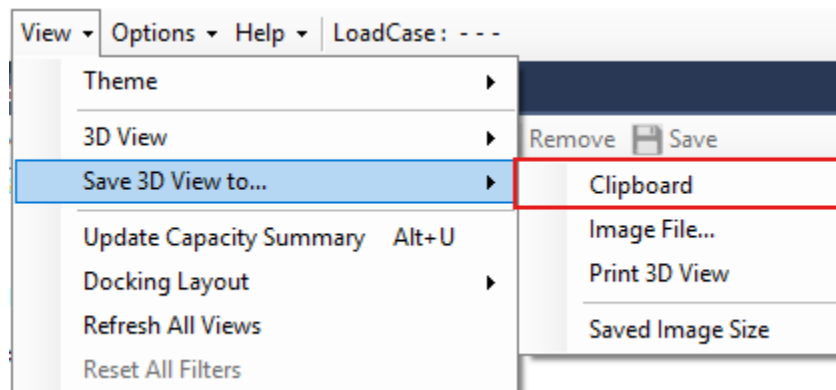 View Options Help LoadCase: ---
Theme
3D View
Remove Save
Save 3D View to...
Clipboard
Image File...
Update Capacity Summary Alt+U
Print 3D View
Docking Layout
Refresh All Views
Saved Image Size
Reset All Filters